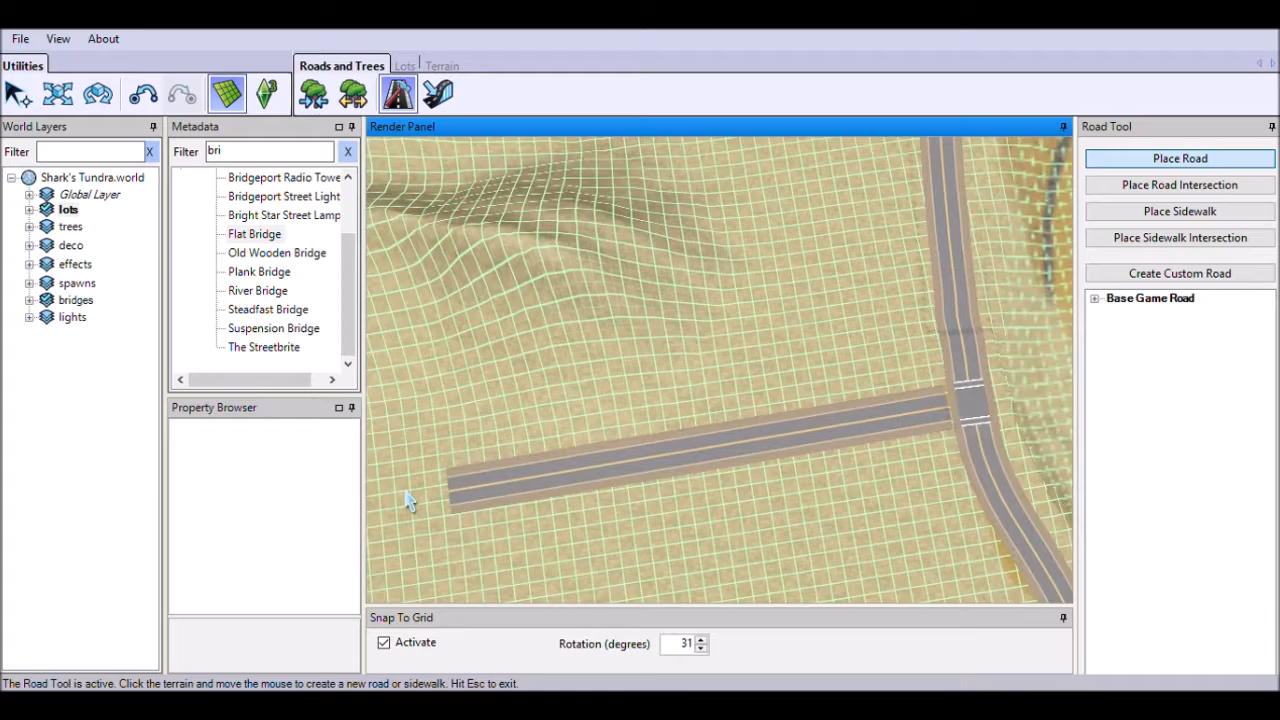 File View About
Utilities
Roads and Trees Lots Terrain
World Layers
Filter X
Shark's Tundra.world
Global Layer
lots
trees
deco
effects
spawns
bridges
lights
Metadata
Filter bri X
Bridgeport Radio Towe
Bridgeport Street Light
Bright Star Street Lamp
Flat Bridge
Old Wooden Bridge
Plank Bridge
River Bridge
Steadfast Bridge
Suspension Bridge
The Streetbrite
Property Browser
Render Panel
Snap To Grid
Activate Rotation (degrees) 31
Road Tool
Place Road
Place Road Intersection
Place Sidewalk
Place Sidewalk Intersection
Create Custom Road
Base Game Road
The Road Tool is active. Click the terrain and move the mouse to create a new road or sidewalk. Hit Esc to exit.